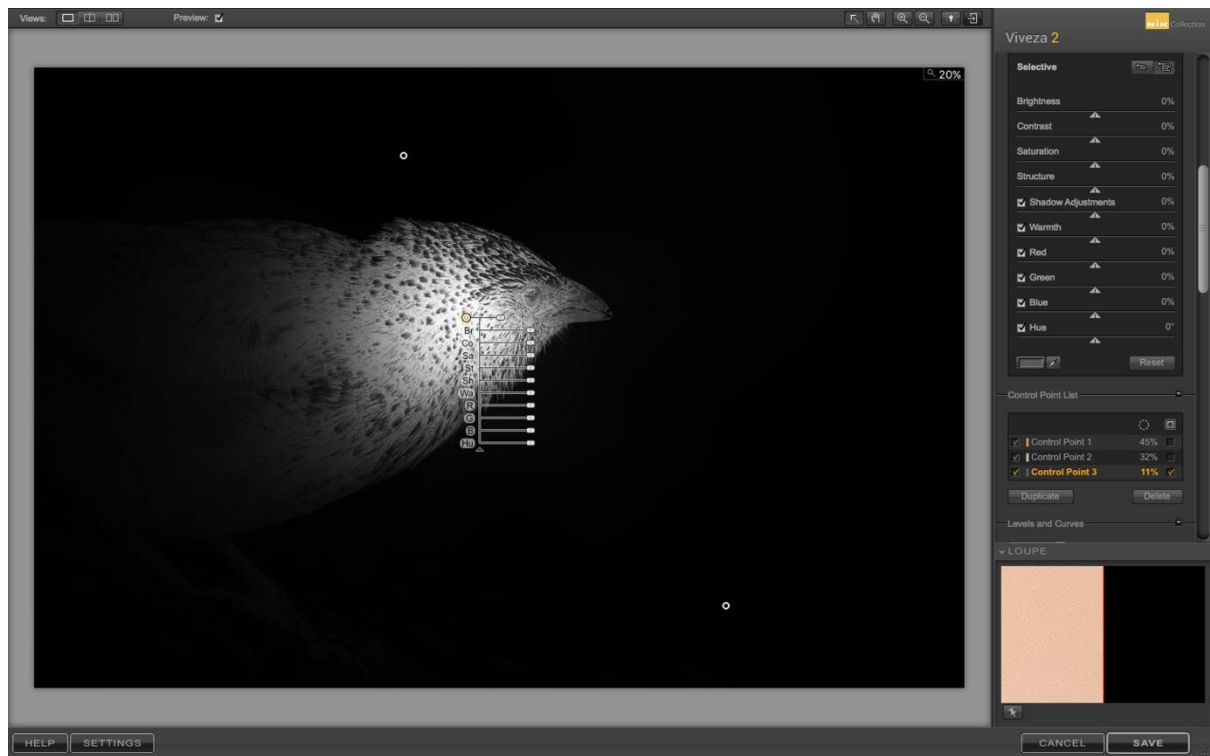 Views:
Preview:
Nik Collection
Viveza 2
20%
Selective
Brightness 0%
Contrast 0%
Saturation 0%
Structure 0%
Shadow Adjustments 0%
Warmth 0%
Red 0%
Green 0%
Blue 0%
Hue 0°
Reset
Br
Co
Sa
St
Sh
Wa
R
G
B
Hu
Control Point List
Control Point 1 45%
Control Point 2 32%
Control Point 3 11%
Duplicate Delete
Levels and Curves
LOUPE
HELP SETTINGS CANCEL SAVE